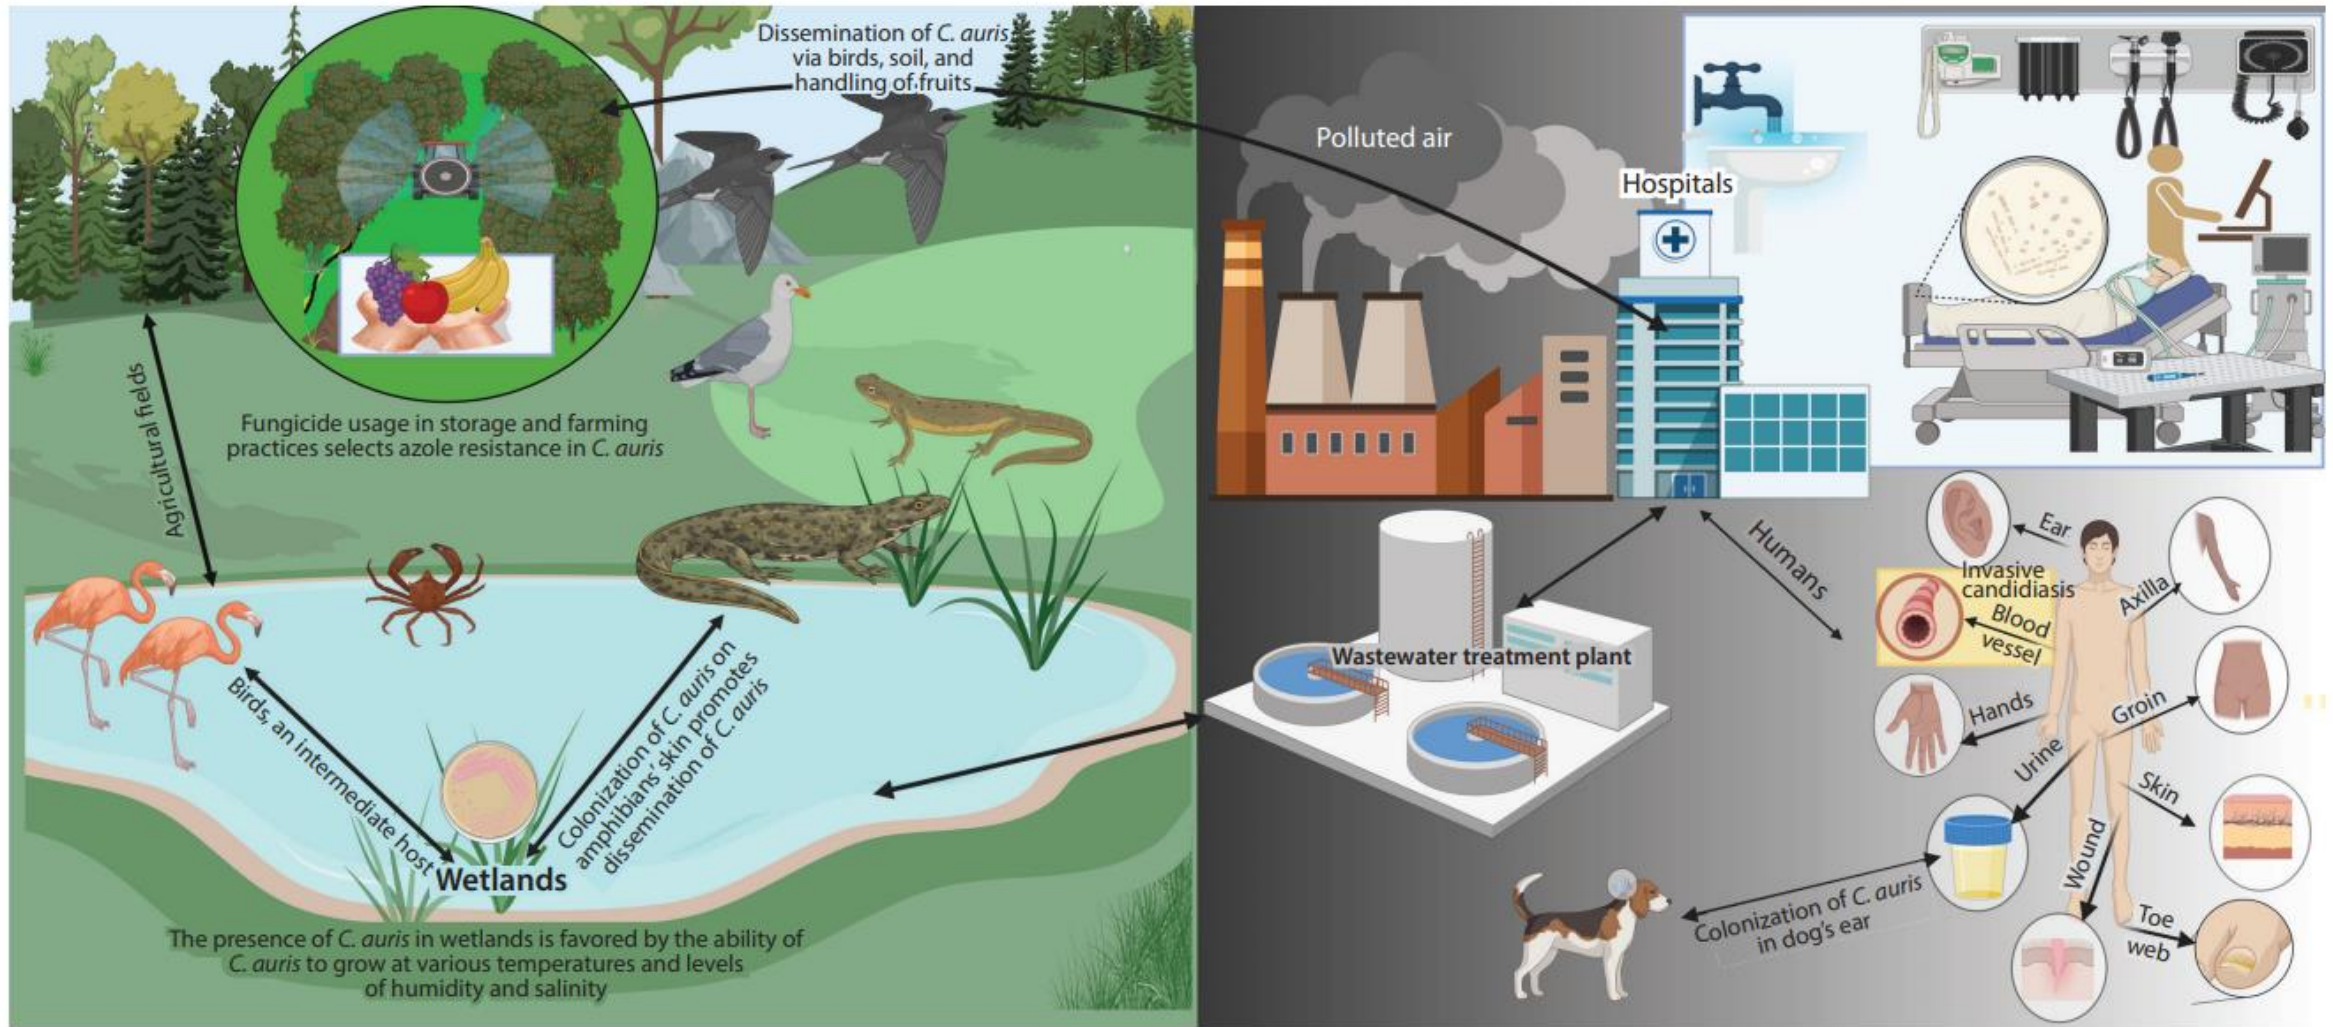 Dissemination of C. auris
via birds, soil, and
handling of fruits
Fungicide usage in storage and farming
practices selects azole resistance in C. auris
Agricultural fields
Birds, an intermediate host
Colonization of C. auris on
amphibians' skin promotes
dissemination of C. auris
Wetlands
The presence of C. auris in wetlands is favored by the ability of
C. auris to grow at various temperatures and levels
of humidity and salinity
Polluted air
Hospitals
Humans
Wastewater treatment plant
Ear
Invasive
candidiasis
Blood
vessel
Axilla
Hands
Groin
Urine
Skin
Wound
Toe
web
Colonization of C. auris
in dog's ear